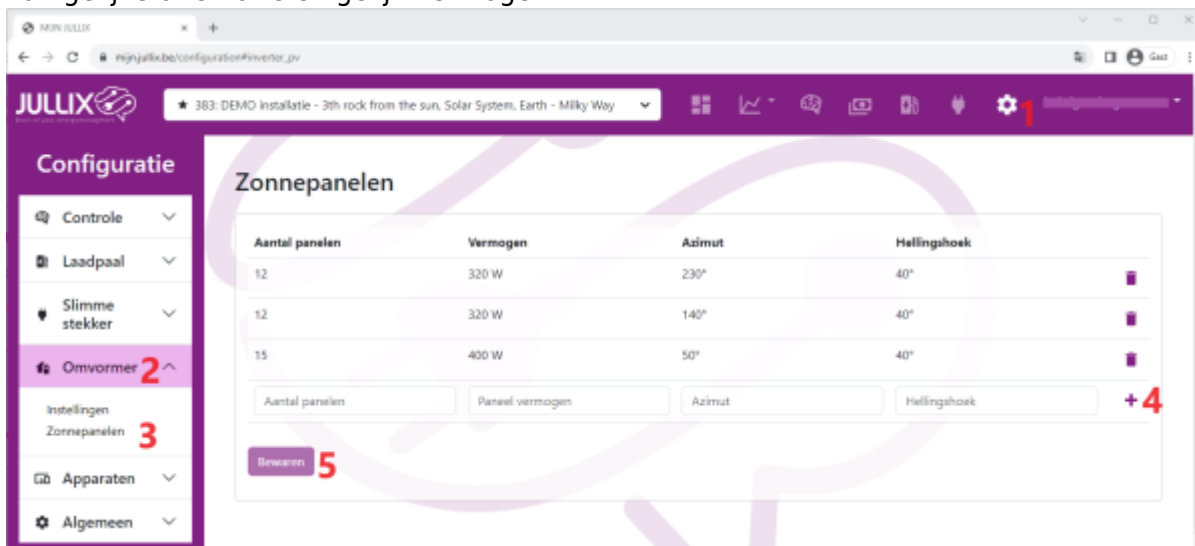 MIJN JULLIX
mijn.jullix.be/configuration#inverter_pv
Gast
JULLIX
★ 383: DEMO installatie - 3th rock from the sun, Solar System, Earth - Milky Way
1
Configuratie
Controle
Laadpaal
Slimme
stekker
Omvormer 2
Instellingen
Zonnepanelen 3
Apparaten
Algemeen
Zonnepanelen
Aantal panelen Vermogen Azimut Hellingshoek
12 320 W 230° 40°
12 320 W 140° 40°
15 400 W 50° 40°
Aantal panelen Paneel vermogen Azimut Hellingshoek + 4
Bewaren 5